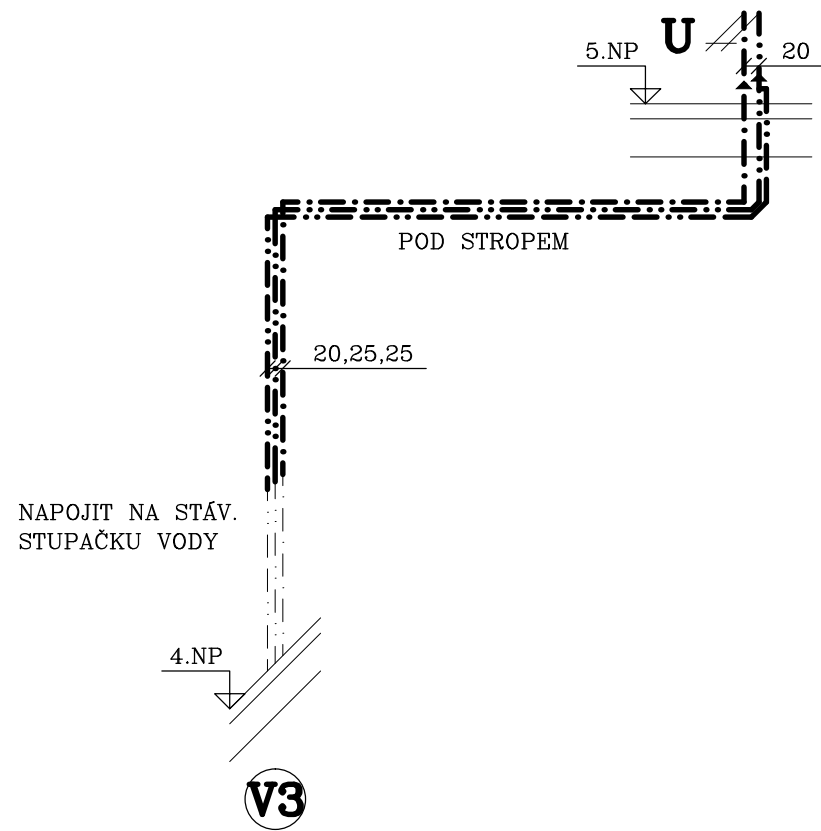 U
5.NP
20
POD STROPEM
20,25,25
NAPOJIT NA STÁV.
STUPAČKU VODY
4.NP
V3